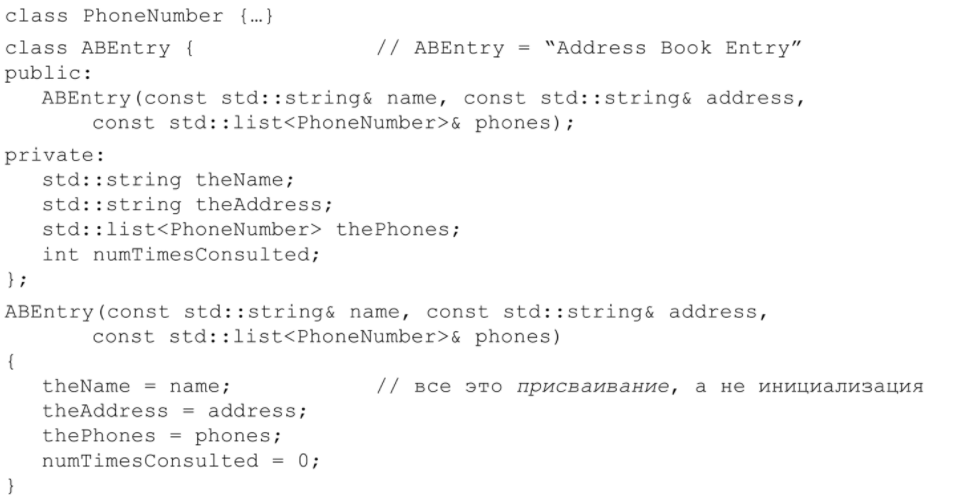 class PhoneNumber {…}
class ABEntry {               // ABEntry = “Address Book Entry”
public:
   ABEntry(const std::string& name, const std::string& address,
       const std::list<PhoneNumber>& phones);
private:
   std::string theName;
   std::string theAddress;
   std::list<PhoneNumber> thePhones;
   int numTimesConsulted;
};
ABEntry(const std::string& name, const std::string& address,
       const std::list<PhoneNumber>& phones)
{
   theName = name;            // все это присваивание, а не инициализация
   theAddress = address;
   thePhones = phones;
   numTimesConsulted = 0;
}